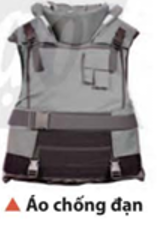 ▲ Áo chống đạn